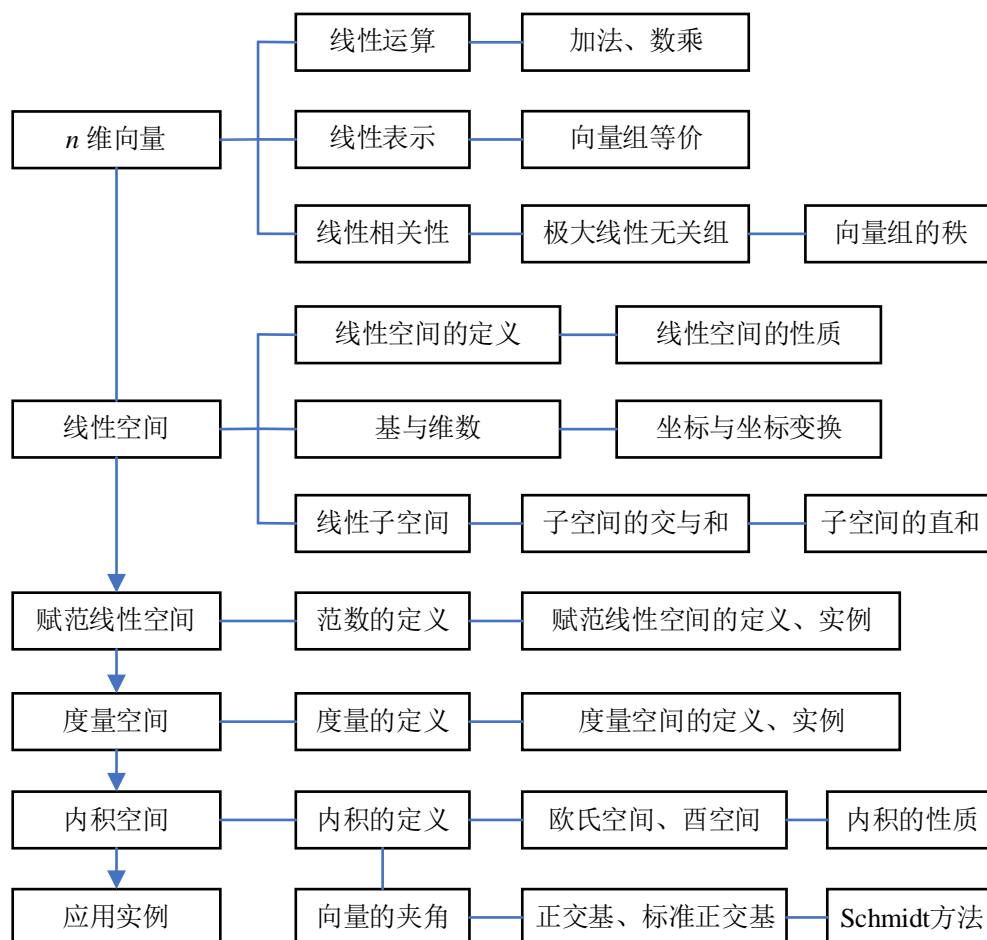 线性运算
加法、数乘
n 维向量
线性表示
向量组等价
线性相关性
极大线性无关组
向量组的秩
线性空间的定义
线性空间的性质
线性空间
基与维数
坐标与坐标变换
线性子空间
子空间的交与和
子空间的直和
赋范线性空间
范数的定义
赋范线性空间的定义、实例
度量空间
度量的定义
度量空间的定义、实例
内积空间
内积的定义
欧氏空间、酉空间
内积的性质
应用实例
向量的夹角
正交基、标准正交基
Schmidt方法